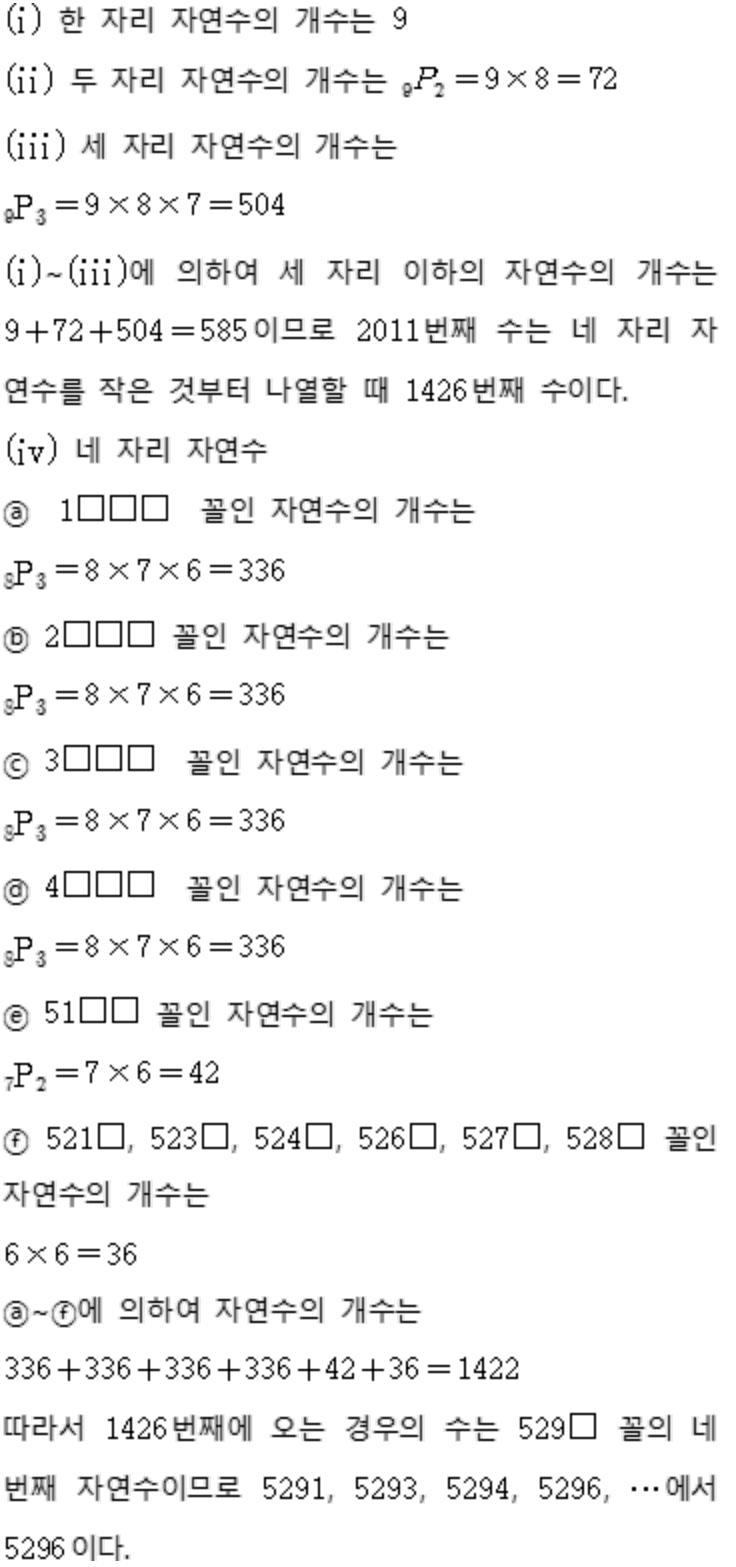 (i) 한 자리 자연수의 개수는 9
(ii) 두 자리 자연수의 개수는 ₉P₂=9×8=72
(iii) 세 자리 자연수의 개수는
₉P₃=9×8×7=504
(i)~(iii)에 의하여 세 자리 이하의 자연수의 개수는
9+72+504=585이므로 2011번째 수는 네 자리 자
연수를 작은 것부터 나열할 때 1426번째 수이다.
(iv) 네 자리 자연수
ⓐ 1□□□ 꼴인 자연수의 개수는
₈P₃=8×7×6=336
ⓑ 2□□□ 꼴인 자연수의 개수는
₈P₃=8×7×6=336
ⓒ 3□□□ 꼴인 자연수의 개수는
₈P₃=8×7×6=336
ⓓ 4□□□ 꼴인 자연수의 개수는
₈P₃=8×7×6=336
ⓔ 51□□ 꼴인 자연수의 개수는
₇P₂=7×6=42
ⓕ 521□, 523□, 524□, 526□, 527□, 528□ 꼴인
자연수의 개수는
6×6=36
ⓐ~ⓕ에 의하여 자연수의 개수는
336+336+336+336+42+36=1422
따라서 1426번째에 오는 경우의 수는 529□ 꼴의 네
번째 자연수이므로 5291, 5293, 5294, 5296, …에서
5296이다.